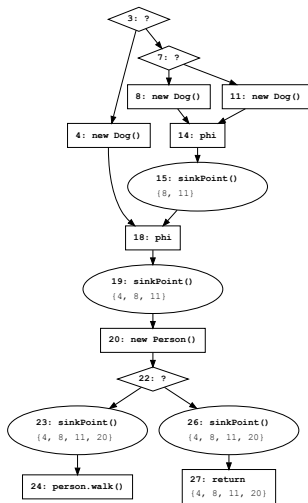 3: ?
7: ?
8: new Dog()
11: new Dog()
4: new Dog()
14: phi
15: sinkPoint()
{8, 11}
18: phi
19: sinkPoint()
{4, 8, 11}
20: new Person()
22: ?
23: sinkPoint()
{4, 8, 11, 20}
26: sinkPoint()
{4, 8, 11, 20}
24: person.walk()
27: return
{4, 8, 11, 20}